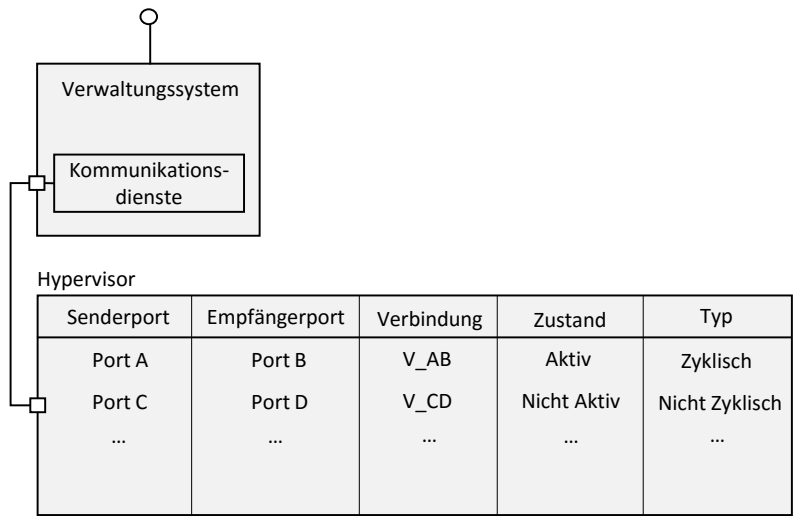 Verwaltungssystem
Kommunikations-
dienste
Hypervisor
Senderport Empfängerport Verbindung Zustand Typ
Port A Port B V_AB Aktiv Zyklisch
Port C Port D V_CD Nicht Aktiv Nicht Zyklisch
... ... ... ... ...